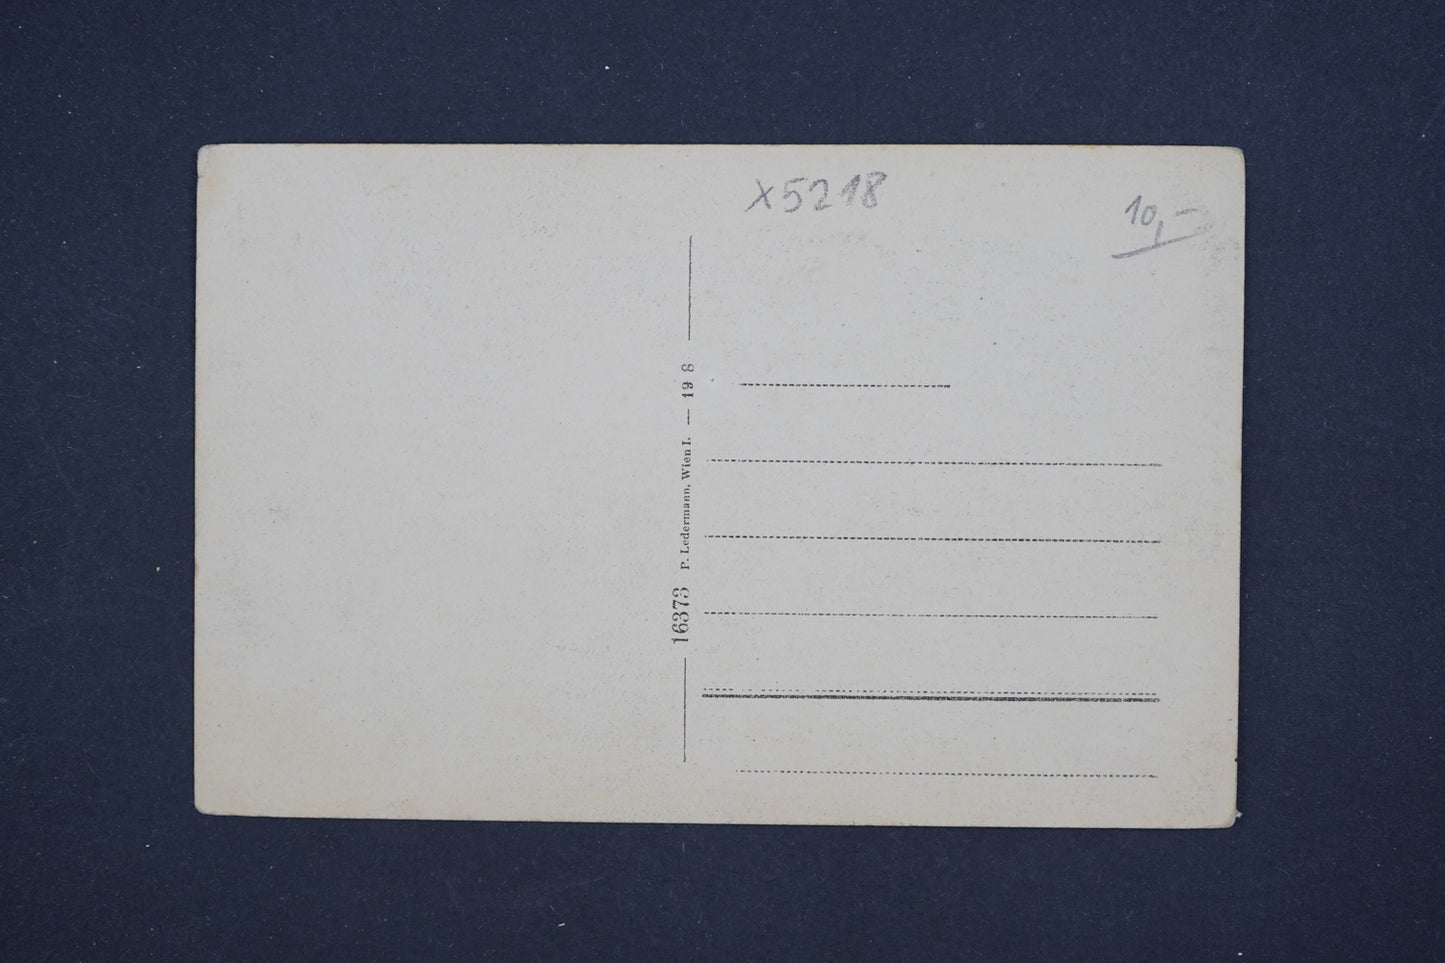 x5218
10,-
16373 P. Ledermann, Wien I. — 19 8